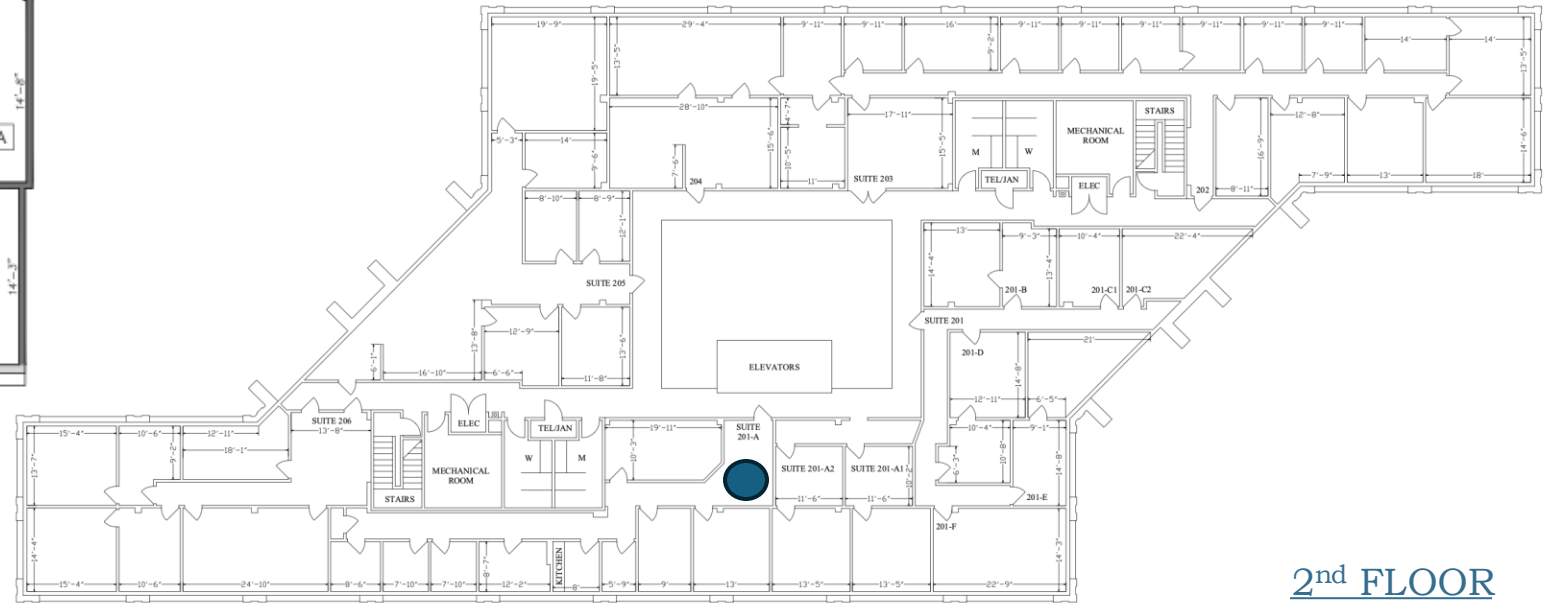 14'-8"
A
14'-3"
19'-9"
29'-4"
9'-11"
9'-11"
16'
9'-11"
9'-11"
9'-11"
9'-11"
9'-11"
9'-11"
14'
14'
13'-5"
19'-5"
9'-2"
13'-5"
28'-10"
4'-7"
17'-11"
STAIRS
12'-8"
5'-3"
14'
9'-6"
7'-6"
15'-6"
10'-5"
11'
15'-5"
M
W
MECHANICAL
ROOM
16'-9"
14'-6"
204
SUITE 203
TEL/JAN
ELEC
202
8'-11"
7'-9"
13'
18'
8'-10"
8'-9"
12'-1"
13'
9'-3"
10'-4"
22'-4"
14'-4"
13'-4"
SUITE 205
201-B
201-C1
201-C2
SUITE 201
13'-8"
12'-9"
13'-6"
6'-1"
16'-10"
6'-6"
11'-8"
ELEVATORS
201-D
21'
14'-8"
12'-11"
6'-5"
SUITE 206
13'-8"
ELEC
TEL/JAN
SUITE
201-A
15'-4"
10'-6"
12'-11"
18'-1"
9'-2"
13'-7"
19'-11"
10'-3"
10'-4"
9'-1"
6'-3"
10'-8"
14'-8"
W
M
MECHANICAL
ROOM
STAIRS
SUITE 201-A2
SUITE 201-A1
10'-2"
11'-6"
11'-6"
201-E
201-F
14'-4"
8'-7"
KITCHEN
14'-3"
15'-4"
10'-6"
24'-10"
8'-6"
7'-10"
7'-10"
12'-2"
8'
5'-9"
9'
13'
13'-5"
13'-5"
22'-9"
2nd FLOOR